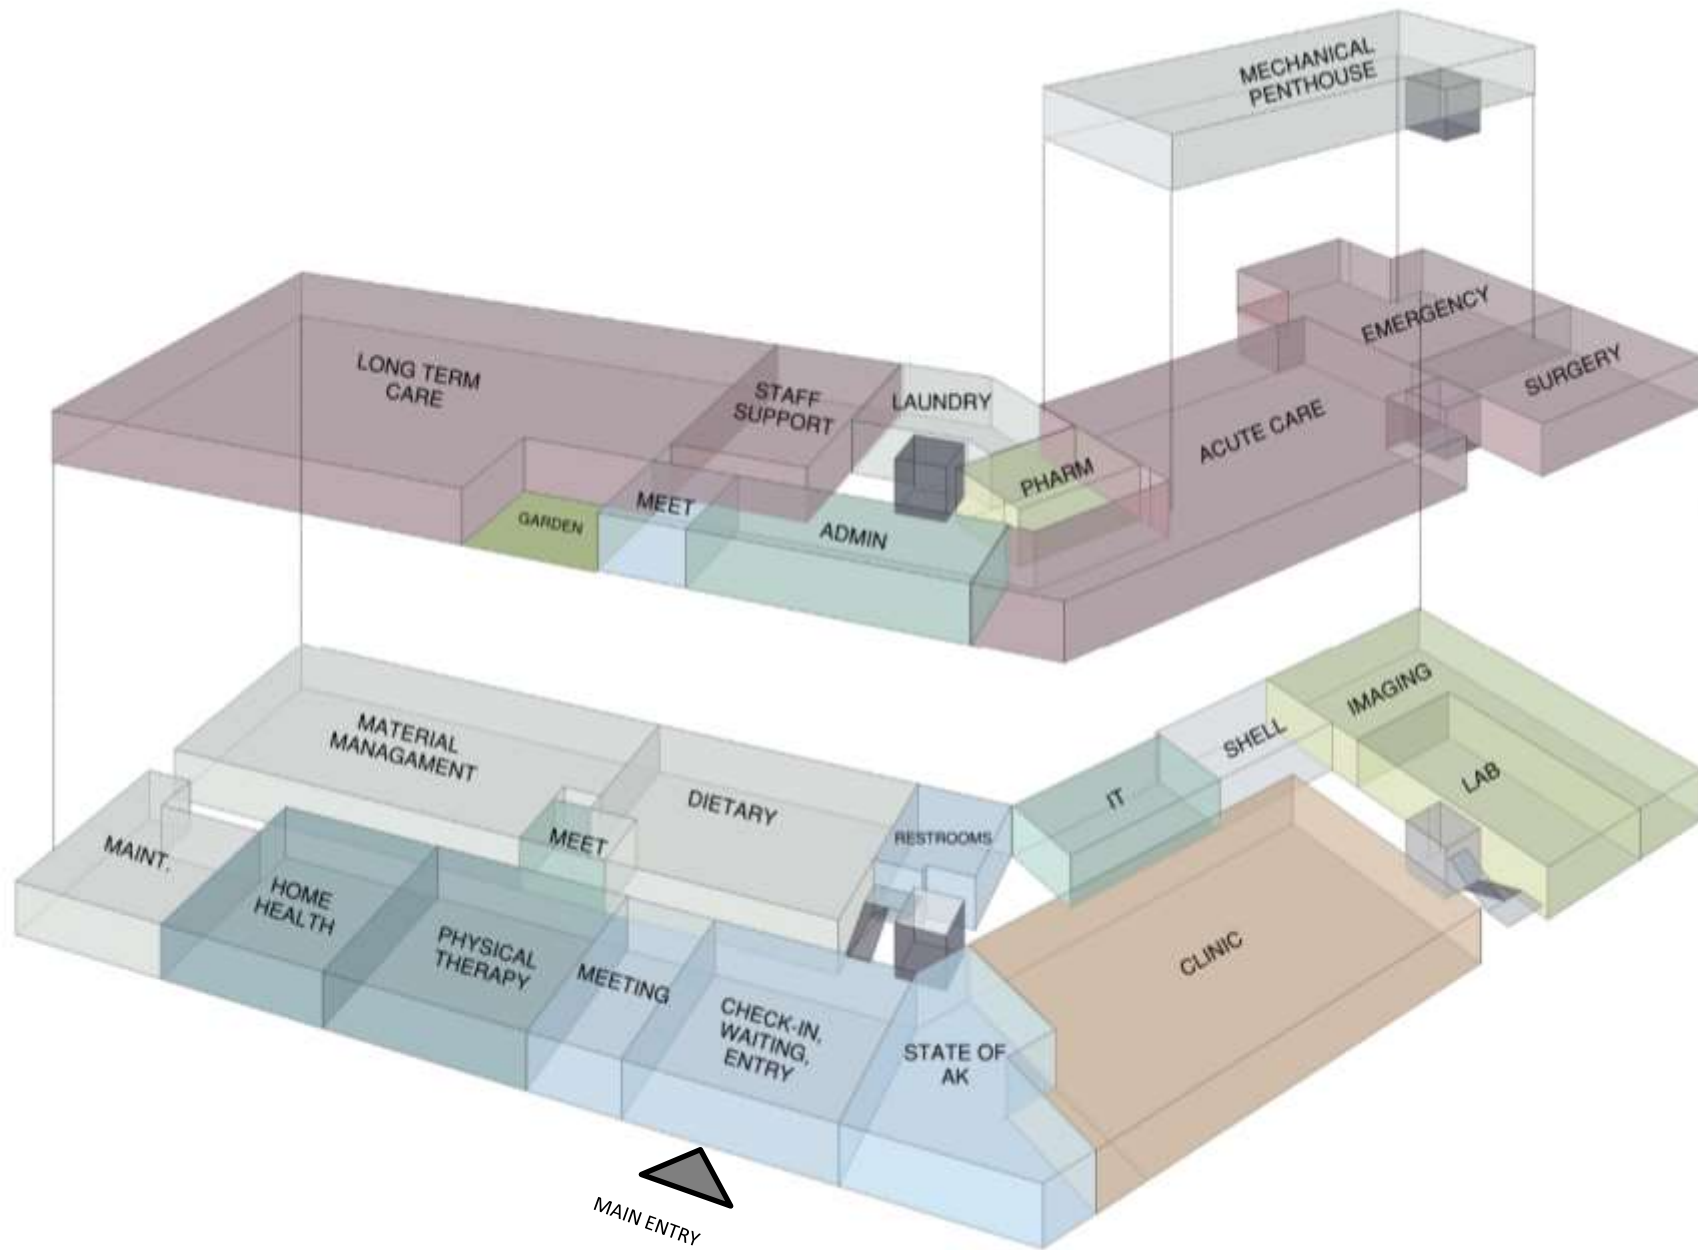 MECHANICAL
PENTHOUSE
EMERGENCY
SURGERY
LONG TERM
CARE
STAFF
SUPPORT
LAUNDRY
ACUTE CARE
PHARM
MEET
GARDEN
ADMIN
IMAGING
SHELL
LAB
IT
MATERIAL
MANAGAMENT
DIETARY
RESTROOMS
MEET
MAINT.
HOME
HEALTH
PHYSICAL
THERAPY
MEETING
CHECK-IN,
WAITING,
ENTRY
STATE OF
AK
CLINIC
MAIN ENTRY